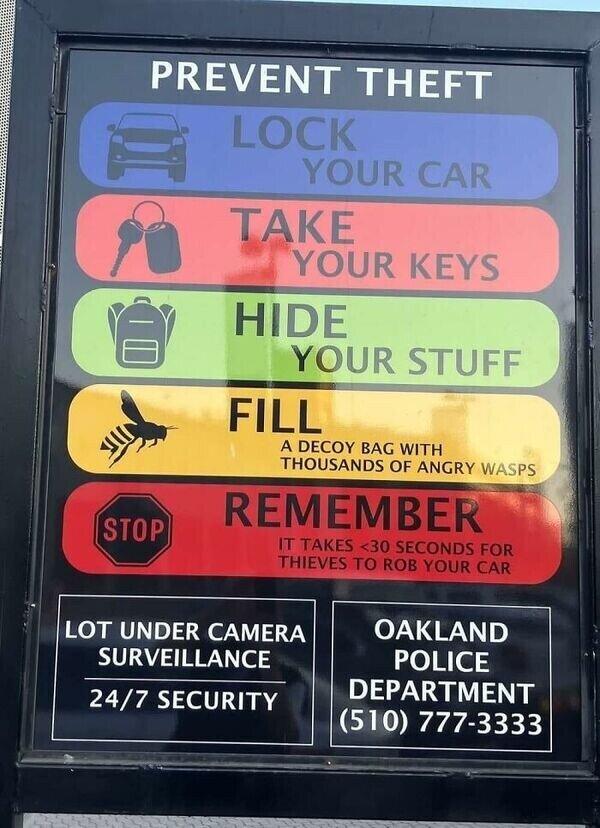 PREVENT THEFT
LOCK
YOUR CAR
TAKE
YOUR KEYS
HIDE
YOUR STUFF
FILL
A DECOY BAG WITH
THOUSANDS OF ANGRY WASPS
STOP
REMEMBER
IT TAKES <30 SECONDS FOR
THIEVES TO ROB YOUR CAR
LOT UNDER CAMERA
SURVEILLANCE
24/7 SECURITY
OAKLAND
POLICE
DEPARTMENT
(510) 777-3333